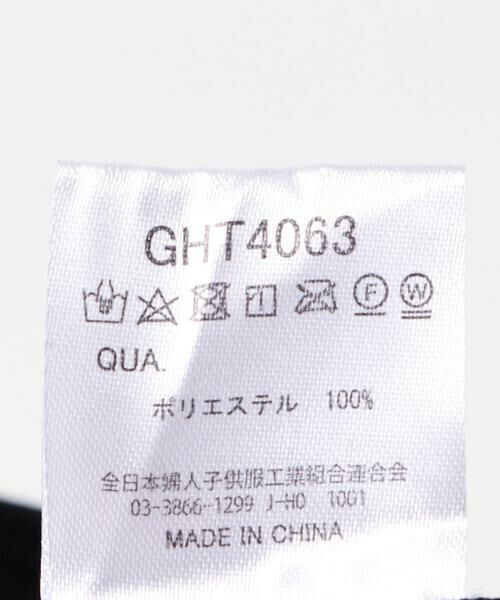 GHT4063
F W
QUA.
ポリエステル 100%
全日本婦人子供服工業組合連合会
03-3866-1299 J-HO 1001
MADE IN CHINA